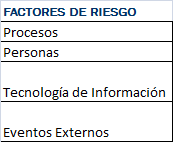 FACTORES DE RIESGO
Procesos
Personas
Tecnología de Información
Eventos Externos